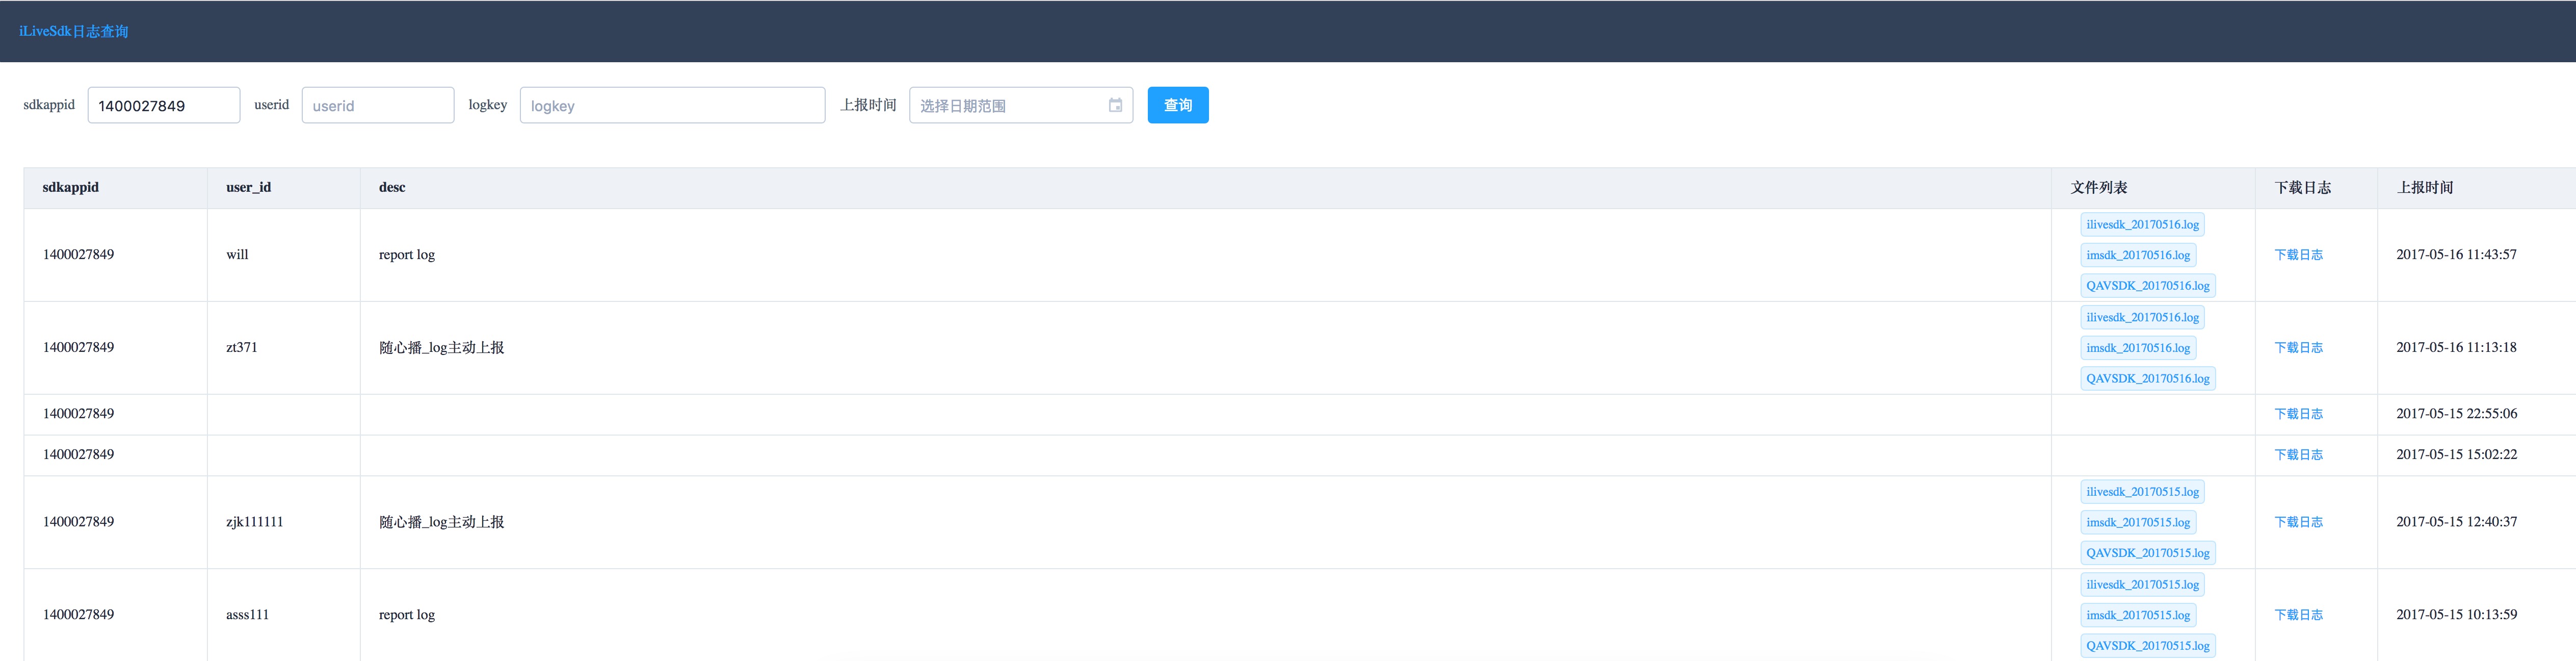 iLiveSdk日志查询
sdkappid 1400027849 userid userid logkey logkey 上报时间 选择日期范围 查询
sdkappid user_id desc 文件列表 下载日志 上报时间
ilivesdk_20170516.log
1400027849 will report log imsdk_20170516.log 下载日志 2017-05-16 11:43:57
QAVSDK_20170516.log
ilivesdk_20170516.log
1400027849 zt371 随心播_log主动上报 imsdk_20170516.log 下载日志 2017-05-16 11:13:18
QAVSDK_20170516.log
1400027849 下载日志 2017-05-15 22:55:06
1400027849 下载日志 2017-05-15 15:02:22
ilivesdk_20170515.log
1400027849 zjk111111 随心播_log主动上报 imsdk_20170515.log 下载日志 2017-05-15 12:40:37
QAVSDK_20170515.log
ilivesdk_20170515.log
1400027849 asss111 report log imsdk_20170515.log 下载日志 2017-05-15 10:13:59
QAVSDK_20170515.log